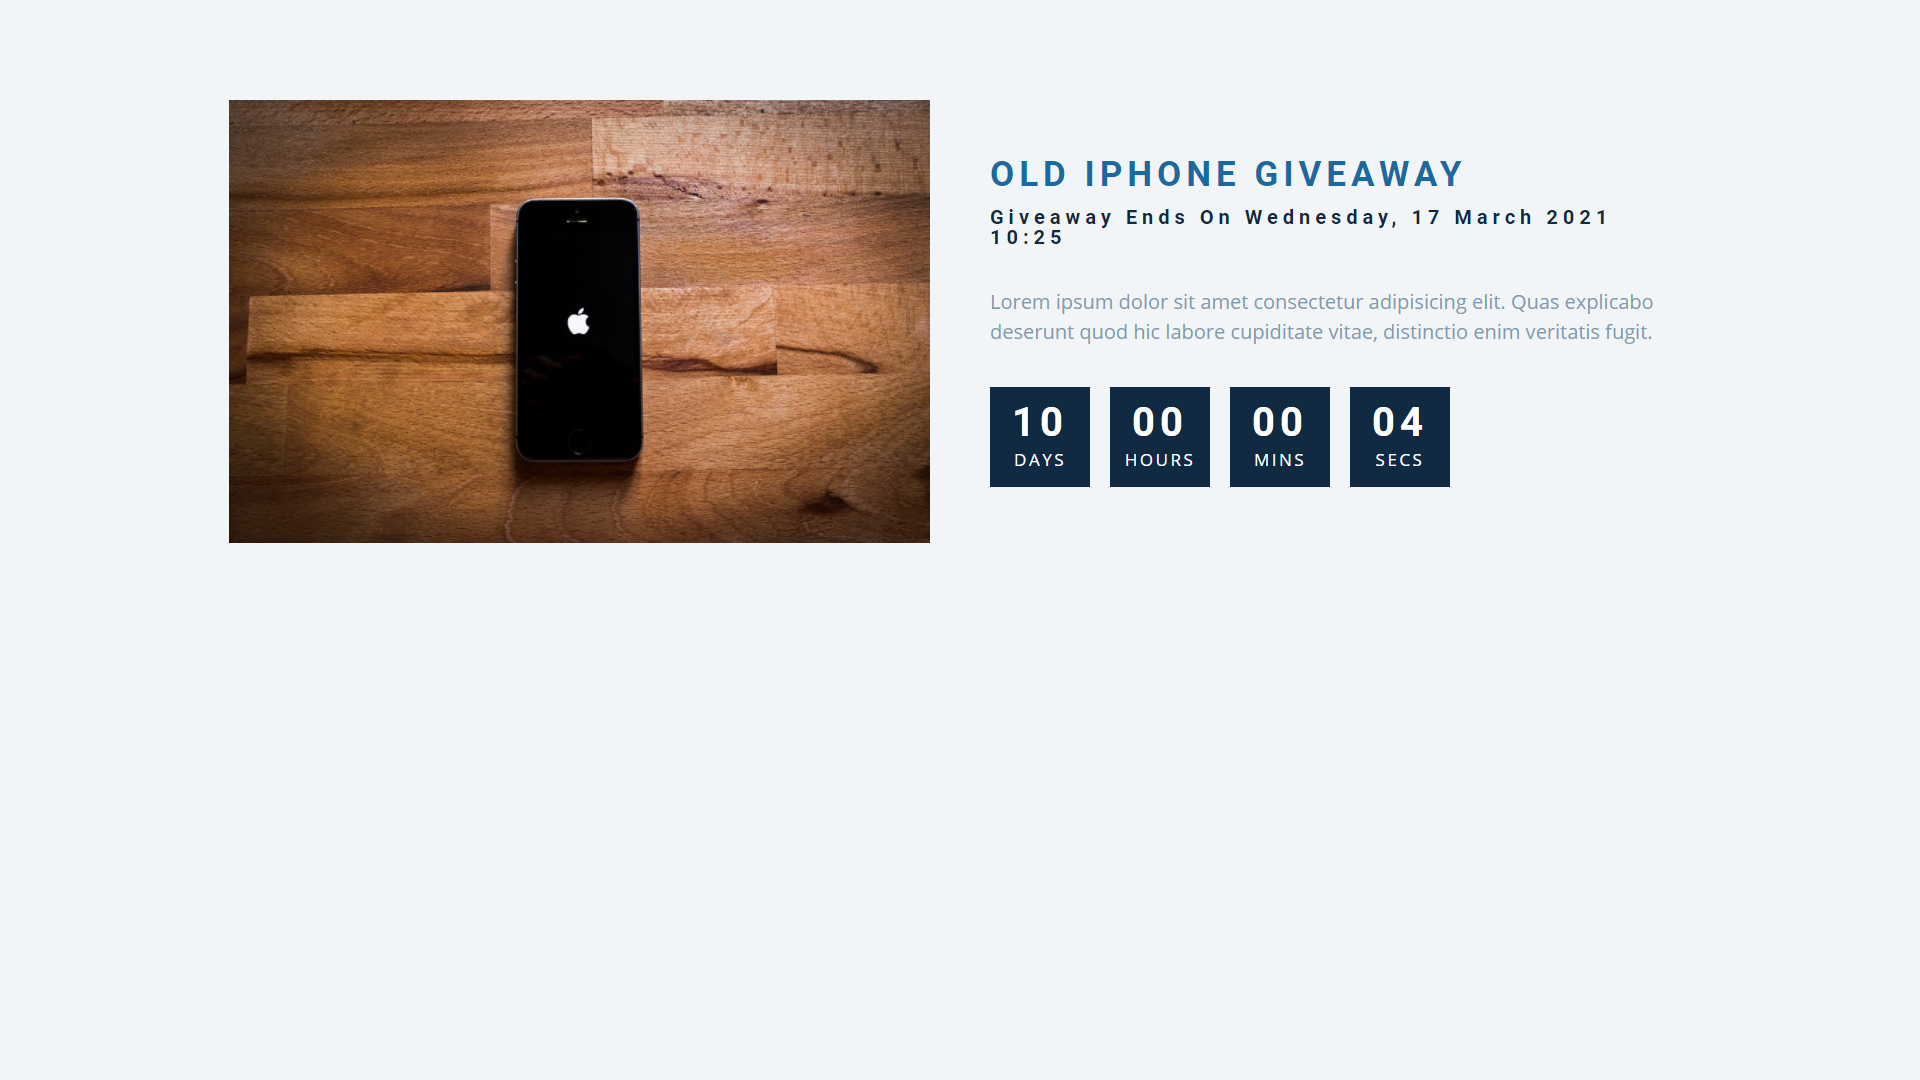 OLD IPHONE GIVEAWAY
Giveaway Ends On Wednesday, 17 March 2021
10:25
Lorem ipsum dolor sit amet consectetur adipisicing elit. Quas explicabo
deserunt quod hic labore cupiditate vitae, distinctio enim veritatis fugit.
10 00 00 04
DAYS HOURS MINS SECS